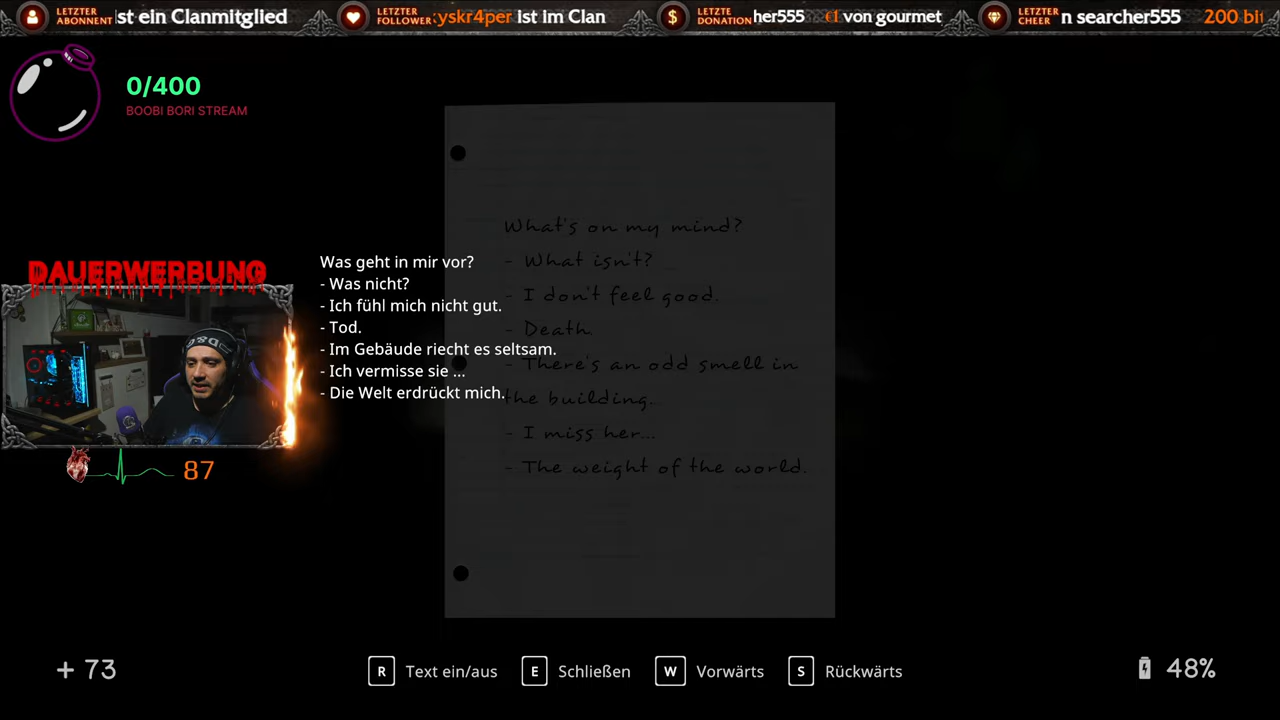 LETZTER ABONNENT
st ein Clanmitglied
LETZTER FOLLOWER
yskr4per ist im Clan
LETZTE DONATION
her555 €1 von gourmet
LETZTER CHEER
n searcher555 200 bi
0/400
BOOBI BORI STREAM
What's on my mind?
- What isn't?
- I don't feel good.
- Death.
- There's an odd smell in
the building...
- I miss her...
- The weight of the world.
Was geht in mir vor?
- Was nicht?
- Ich fühl mich nicht gut.
- Tod.
- Im Gebäude riecht es seltsam.
- Ich vermisse sie ...
- Die Welt erdrückt mich.
DAUERWERBUNG
87
+ 73
R Text ein/aus
E Schließen
W Vorwärts
S Rückwärts
48%